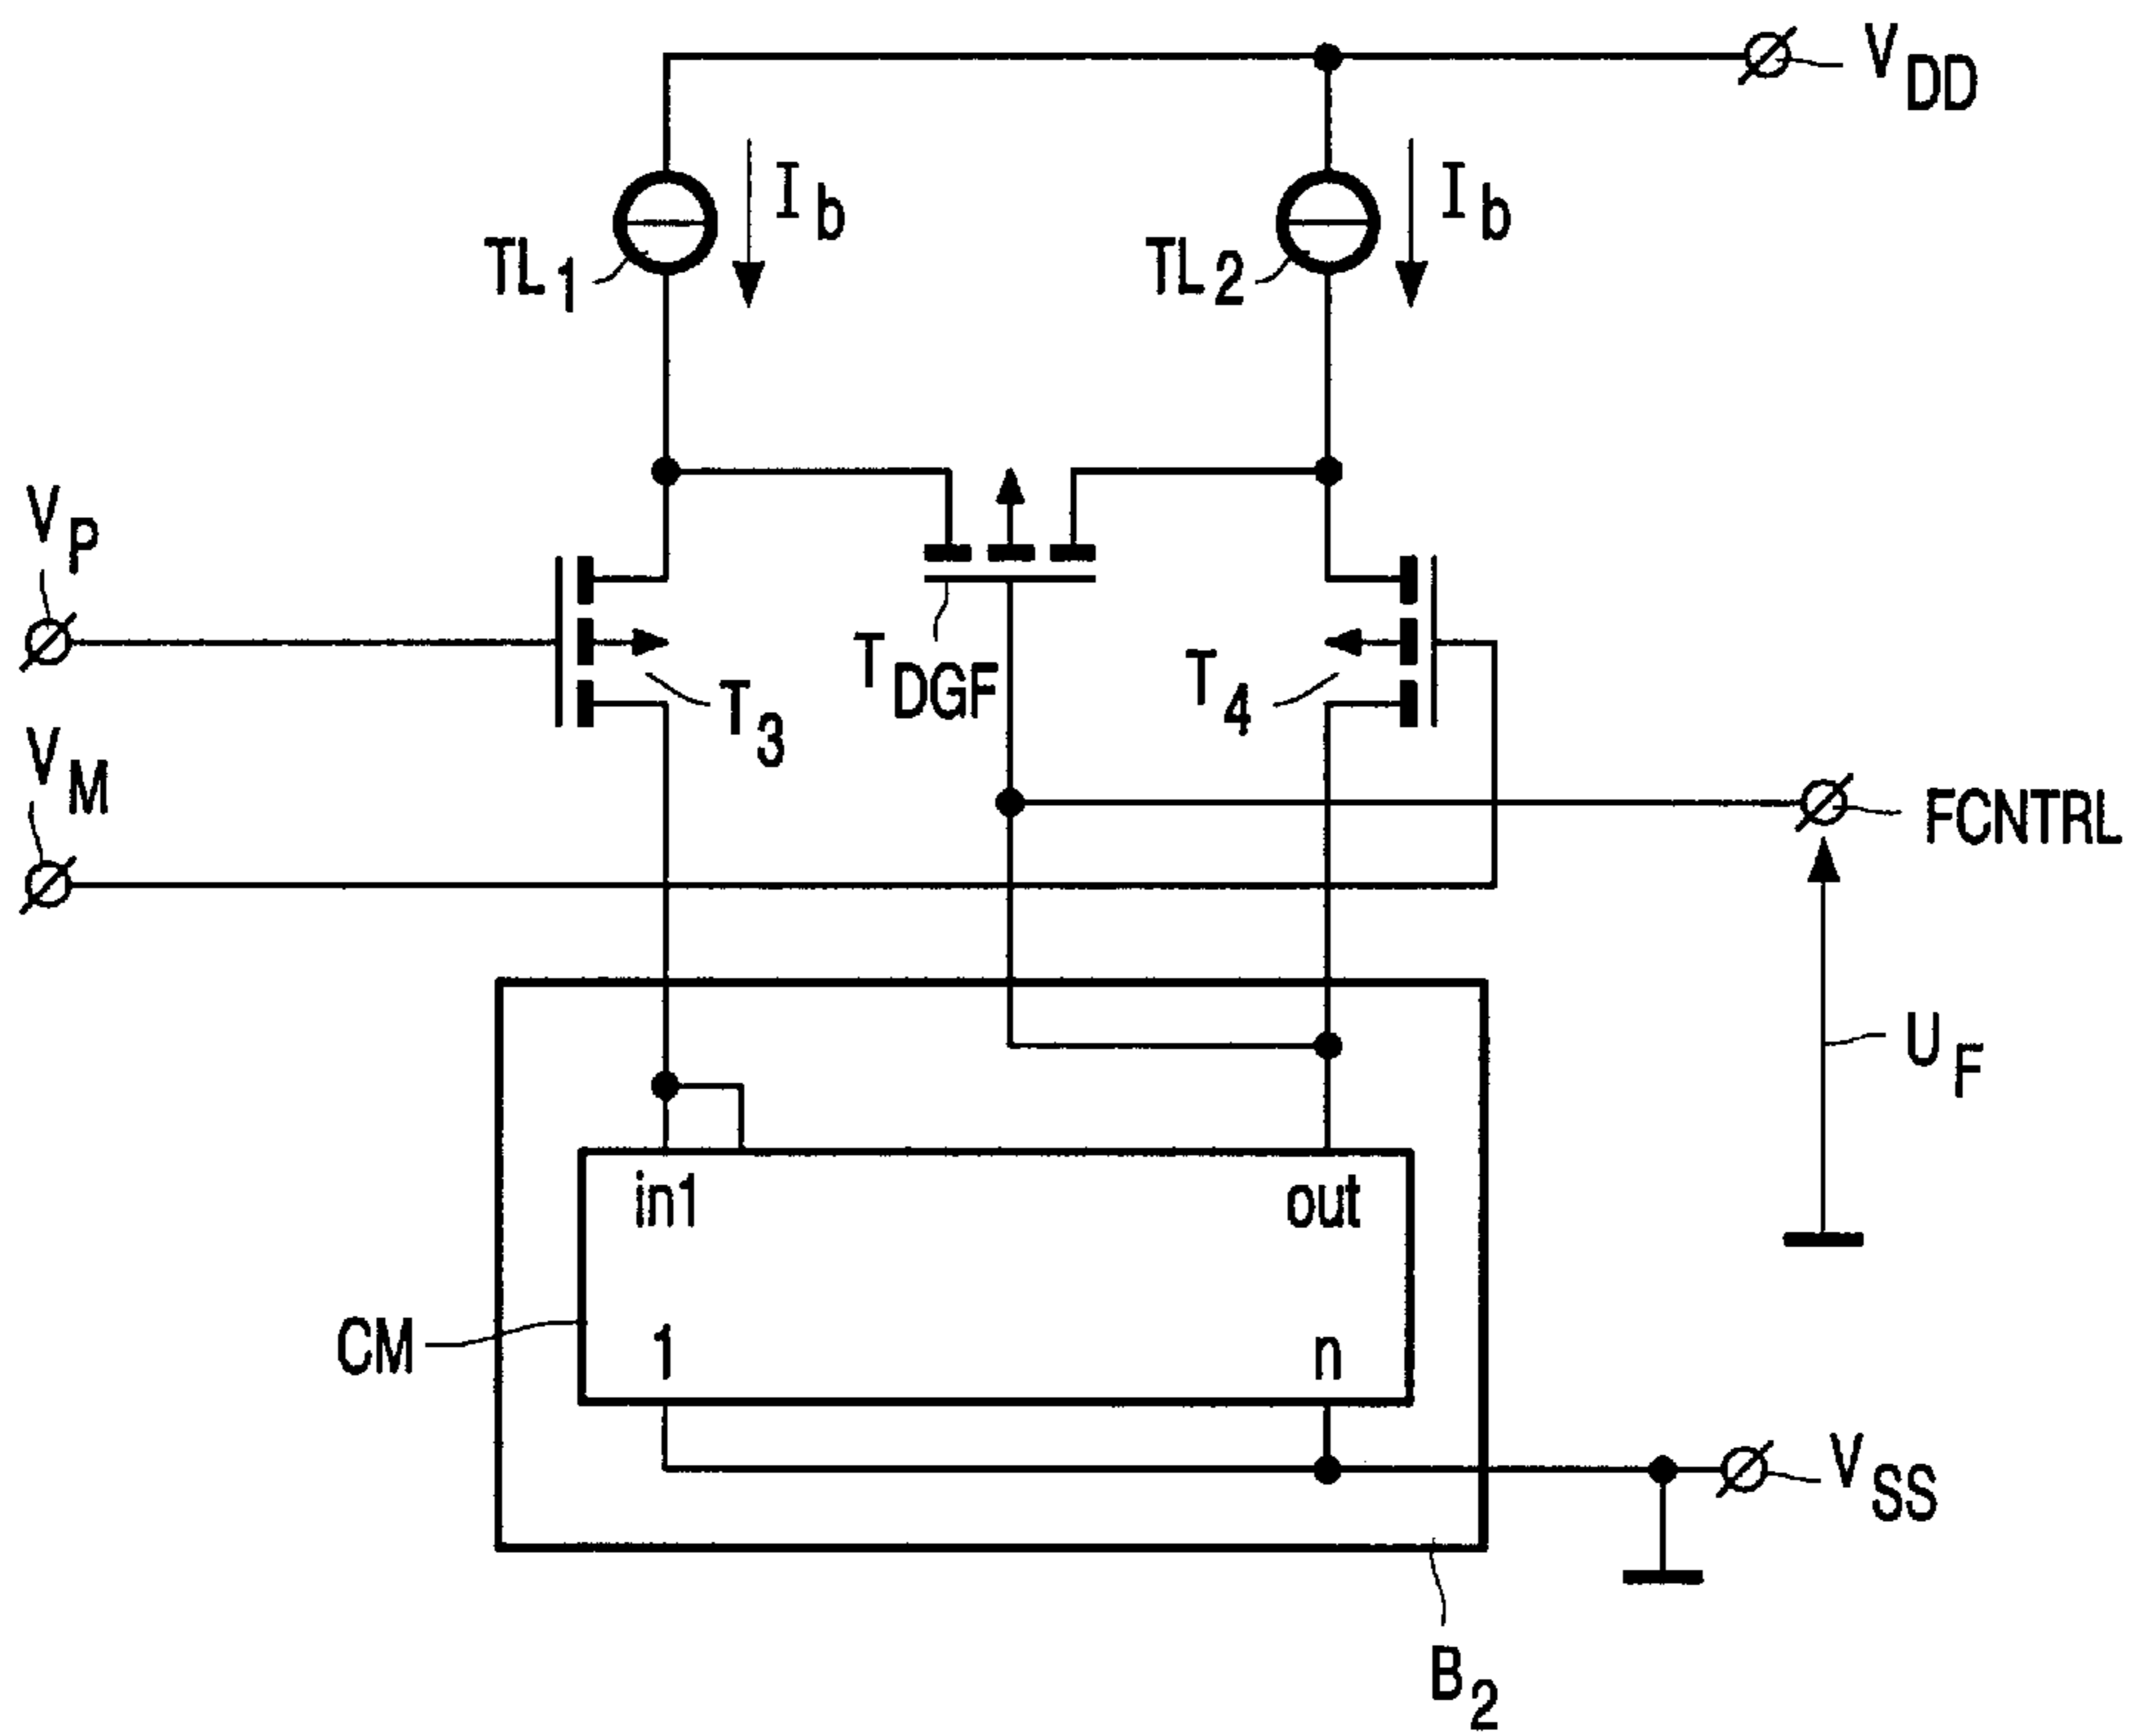 VDD
Ib
Ib
TL1
TL2
VP
TDGF
T4
T3
VM
FCNTRL
UF
in1
out
CM
1
n
VSS
B2